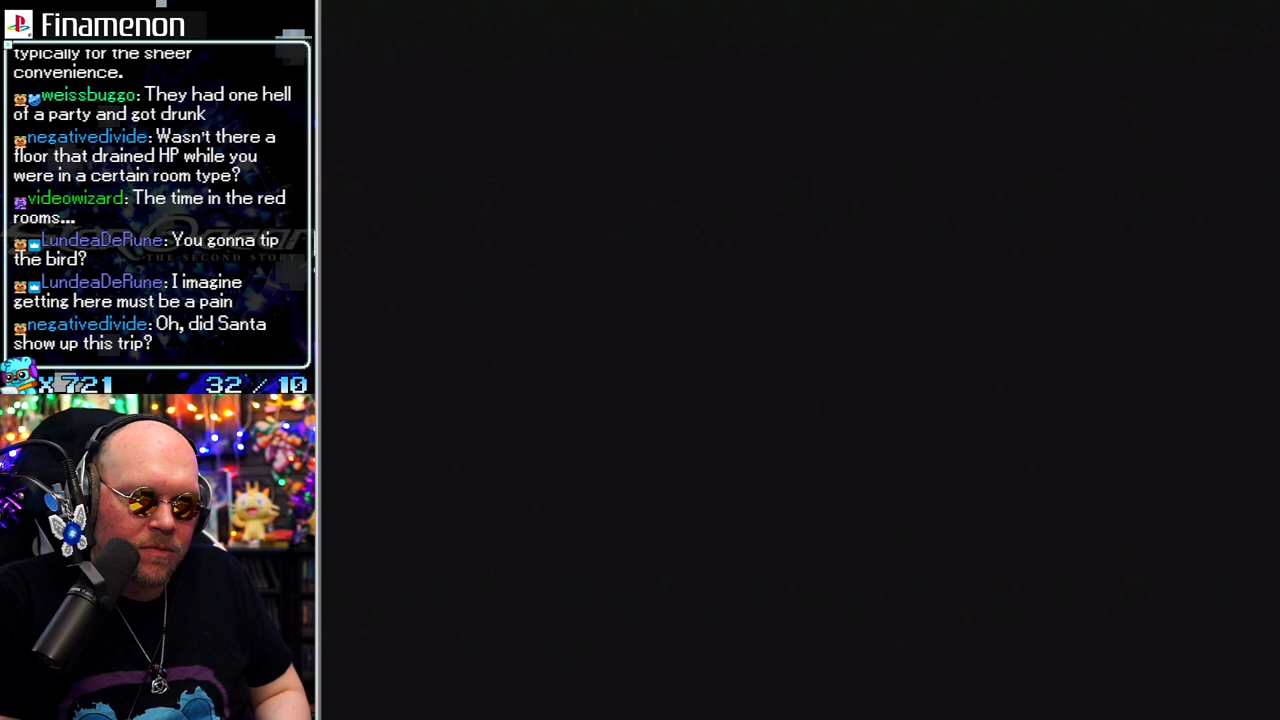 Finamenon
typically for the sheer
convenience.
weissbuggo: They had one hell
of a party and got drunk
negativedivide: Wasn't there a
floor that drained HP while you
were in a certain room type?
videowizard: The time in the red
rooms...
LundeaDeRune: You gonna tip
the bird?
LundeaDeRune: I imagine
getting here must be a pain
negativedivide: Oh, did Santa
show up this trip?
THE SECOND STORY
X 721 32 / 10